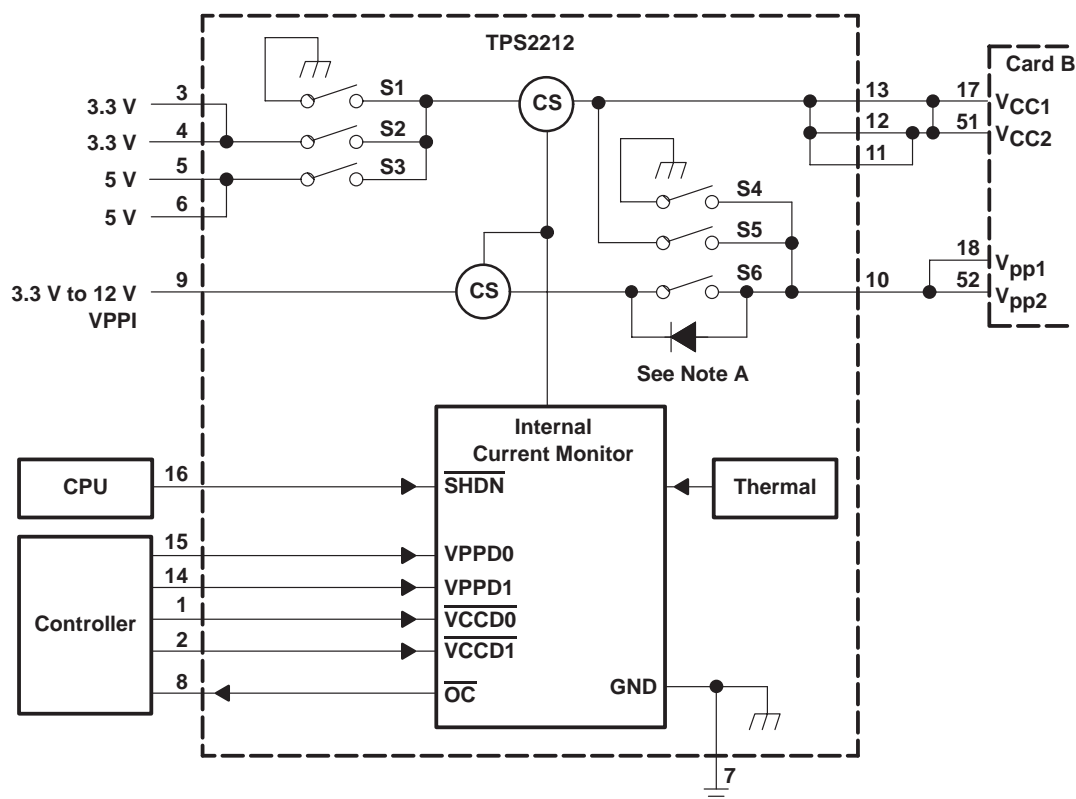 TPS2212
Card B
3.3 V
3
S1
CS
13
17
VCC1
3.3 V
4
S2
12
51
VCC2
5 V
5
S3
11
5 V
6
S4
S5
18
Vpp1
3.3 V to 12 V
VPPI
9
CS
S6
10
52
Vpp2
See Note A
Internal
Current Monitor
CPU
16
SHDN
Thermal
Controller
15
VPPD0
14
VPPD1
1
VCCD0
2
VCCD1
8
OC
GND
7